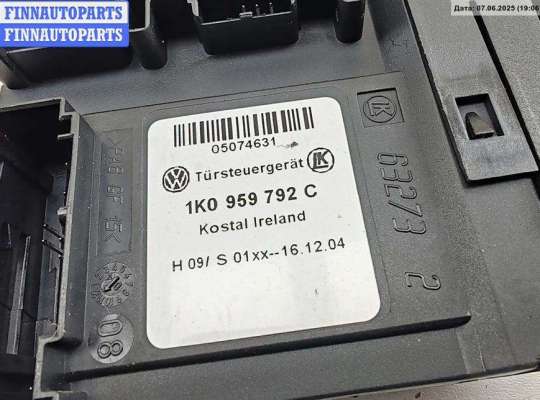 FINNAUTOPARTS
FINNAUTOPARTS
FINNAUTOPARTS
Дата: 07.06.2025 (19:06
05074631
Türsteuergerät
1K0 959 792 C
Kostal Ireland
H 09/ S 01xx--16.12.04
63273 2
08